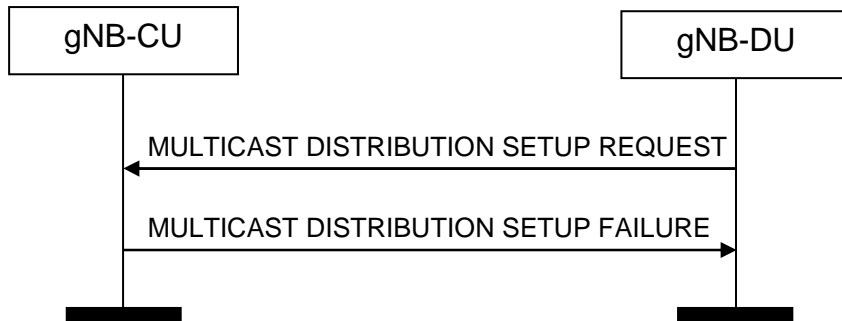 gNB-CU
gNB-DU
MULTICAST DISTRIBUTION SETUP REQUEST
MULTICAST DISTRIBUTION SETUP FAILURE